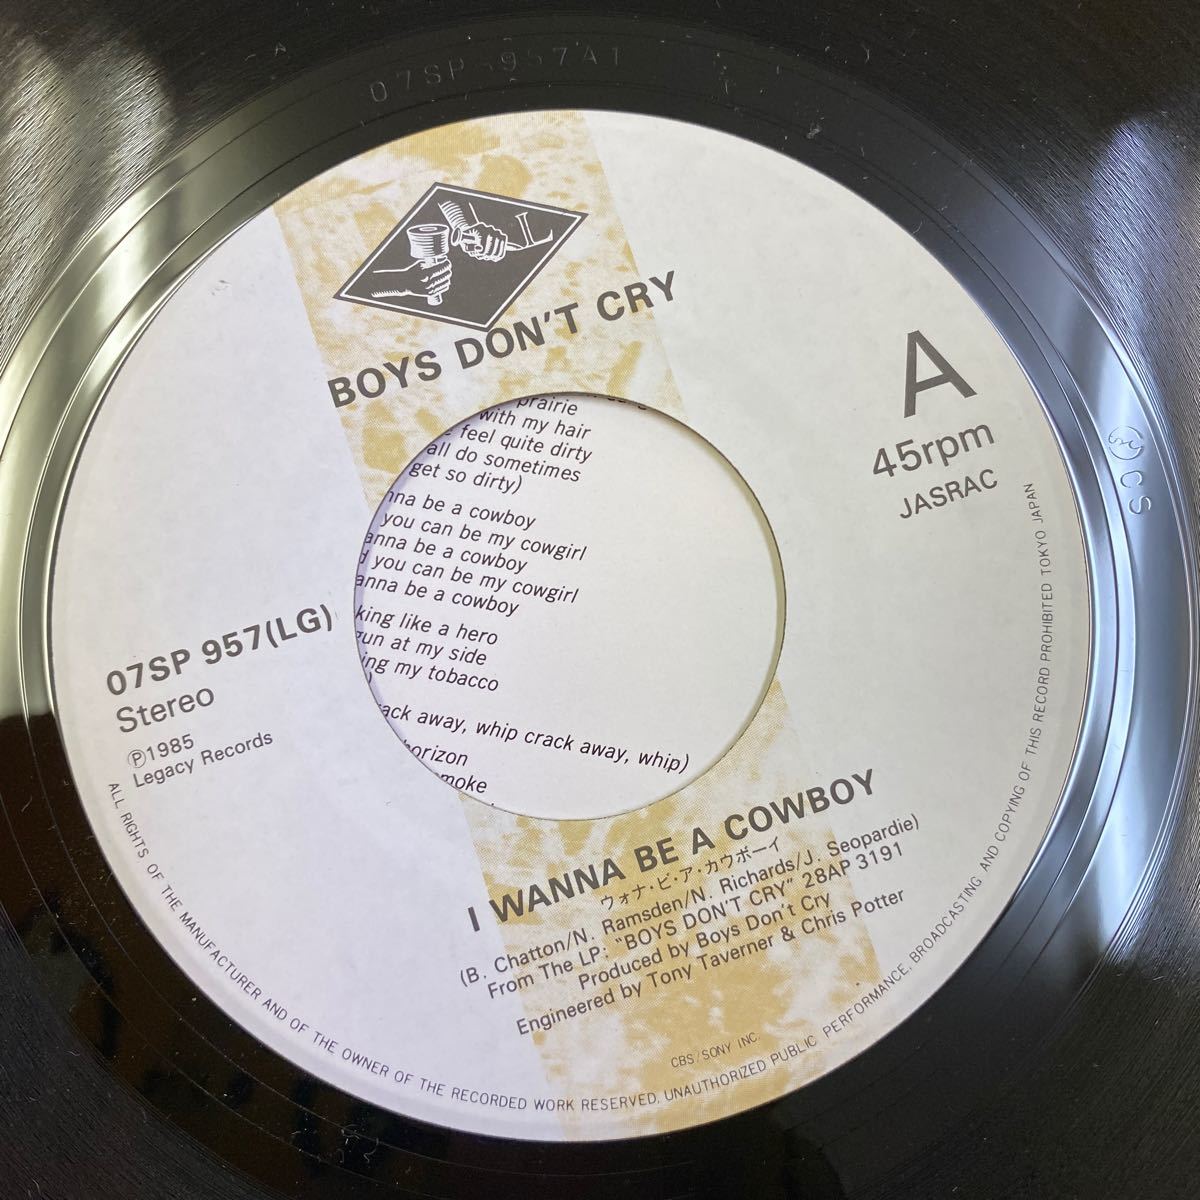 07SP 957A1
BOYS DON'T CRY
A
45rpm
JASRAC
prairie
with my hair
feel quite dirty
all do sometimes
get so dirty)
nna be a cowboy
you can be my cowgirl
anna be a cowboy
d you can be my cowgirl
anna be a cowboy
king like a hero
gun at my side
ing my tobacco
)
ack away, whip crack away, whip)
horizon
moke
07SP 957(LG)
Stereo
Ⓟ1985
Legacy Records
I WANNA BE A COWBOY
ウォナ・ビ・ア・カウボーイ
(B. Chatton/N. Ramsden/N. Richards/J. Seopardie)
From The LP: "BOYS DON'T CRY" 28AP 3191
Produced by Boys Don't Cry
Engineered by Tony Taverner & Chris Potter
CBS/SONY INC.
ALL RIGHTS OF THE MANUFACTURER AND OF THE OWNER OF THE RECORDED WORK RESERVED. UNAUTHORIZED PUBLIC PERFORMANCE, BROADCASTING AND COPYING OF THIS RECORD PROHIBITED TOKYO JAPAN
CS